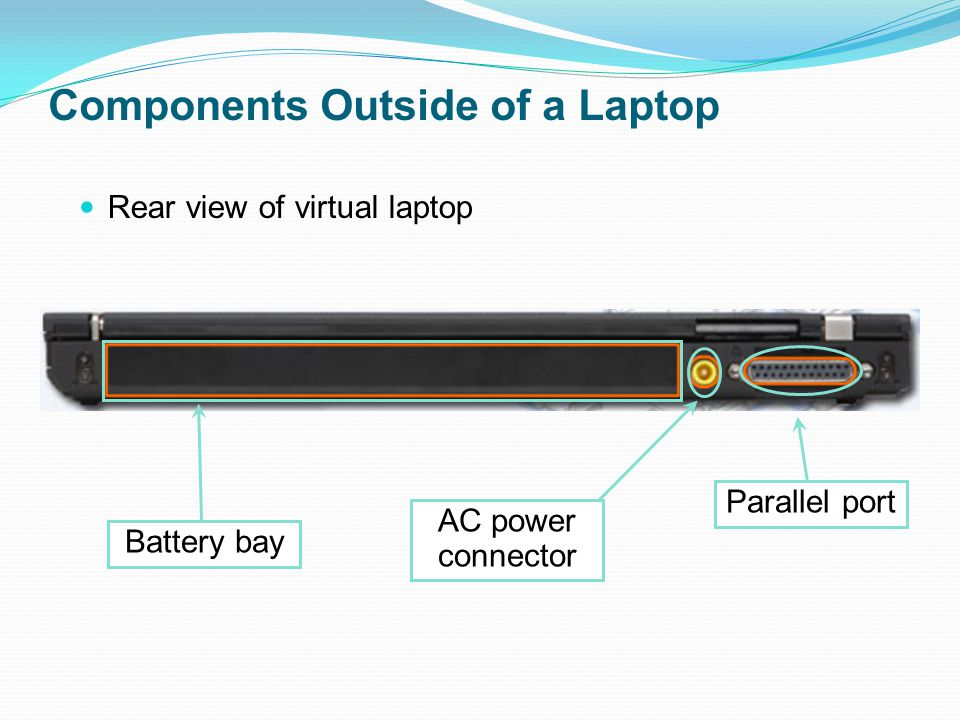 Components Outside of a Laptop
Rear view of virtual laptop
Battery bay
AC power
connector
Parallel port